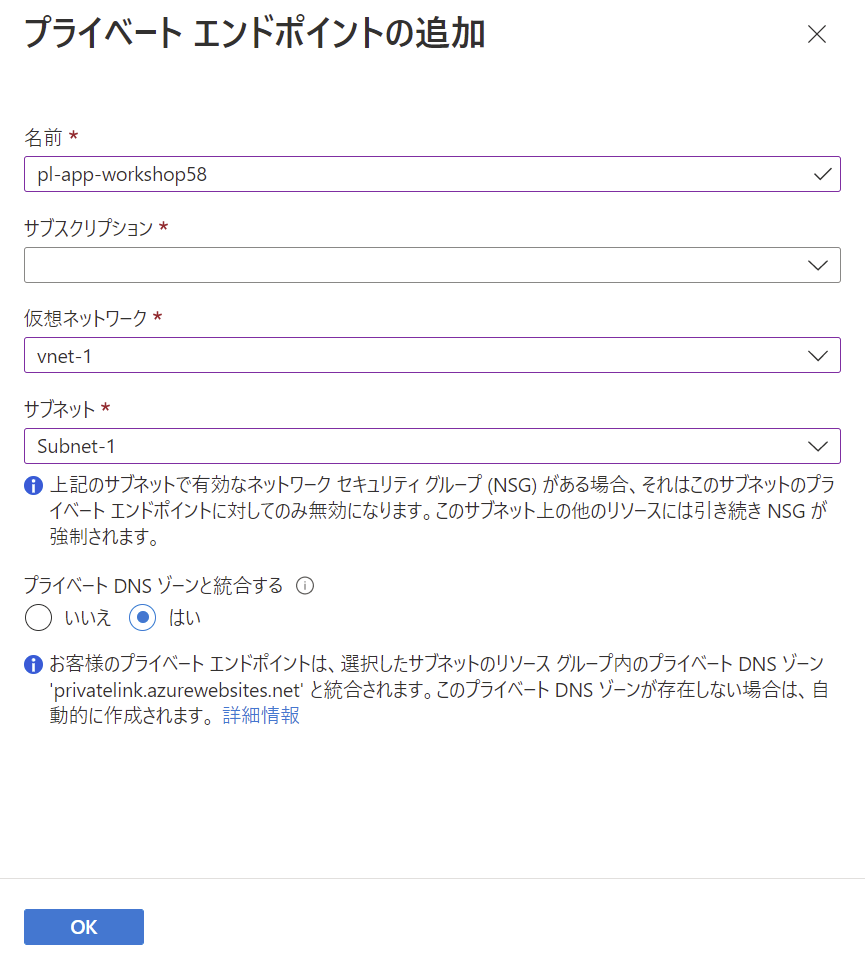 プライベート エンドポイントの追加
名前 *
pl-app-workshop58
サブスクリプション *
仮想ネットワーク *
vnet-1
サブネット *
Subnet-1
上記のサブネットで有効なネットワーク セキュリティ グループ (NSG) がある場合、それはこのサブネットのプラ
イベート エンドポイントに対してのみ無効になります。このサブネット上の他のリソースには引き続き NSG が
強制されます。
プライベート DNS ゾーンと統合する
いいえ はい
お客様のプライベート エンドポイントは、選択したサブネットのリソース グループ内のプライベート DNS ゾーン
'privatelink.azurewebsites.net' と統合されます。このプライベート DNS ゾーンが存在しない場合は、自
動的に作成されます。 詳細情報
OK